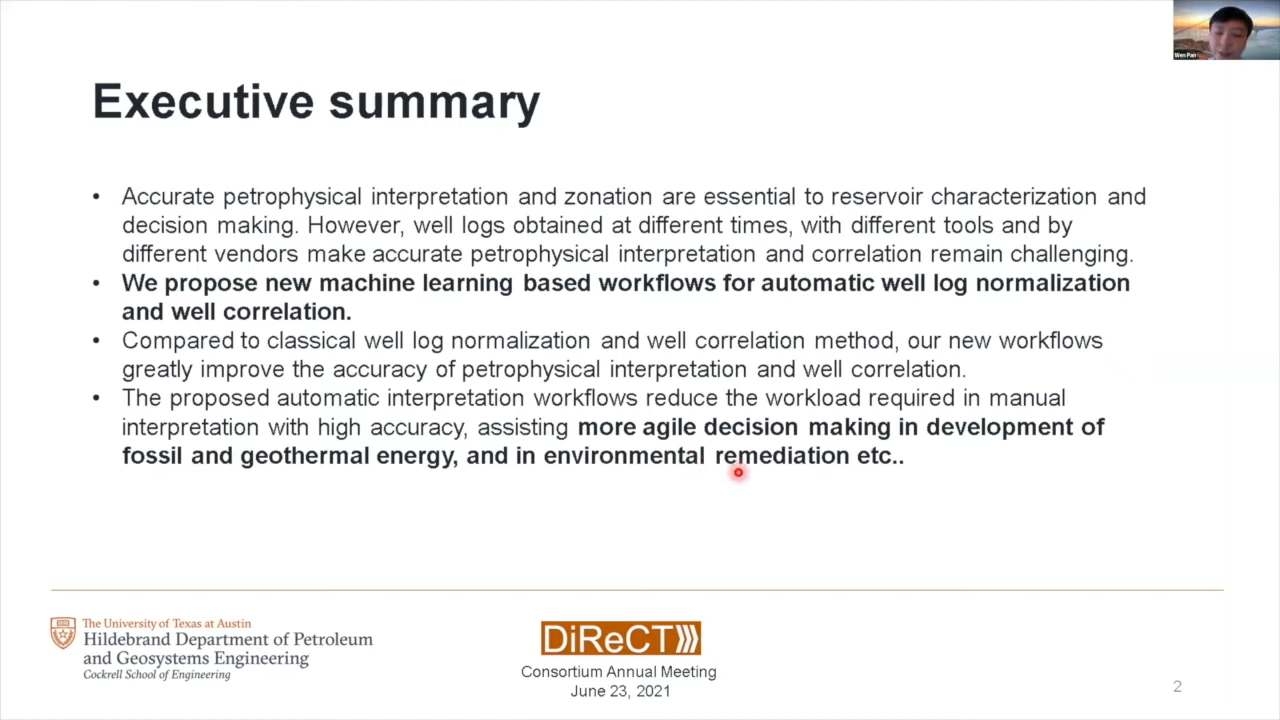 Wen Pan
Executive summary
• Accurate petrophysical interpretation and zonation are essential to reservoir characterization and
decision making. However, well logs obtained at different times, with different tools and by
different vendors make accurate petrophysical interpretation and correlation remain challenging.
• We propose new machine learning based workflows for automatic well log normalization
and well correlation.
• Compared to classical well log normalization and well correlation method, our new workflows
greatly improve the accuracy of petrophysical interpretation and well correlation.
• The proposed automatic interpretation workflows reduce the workload required in manual
interpretation with high accuracy, assisting more agile decision making in development of
fossil and geothermal energy, and in environmental remediation etc..
The University of Texas at Austin
Hildebrand Department of Petroleum
and Geosystems Engineering
Cockrell School of Engineering
DiReCT
Consortium Annual Meeting
June 23, 2021
2